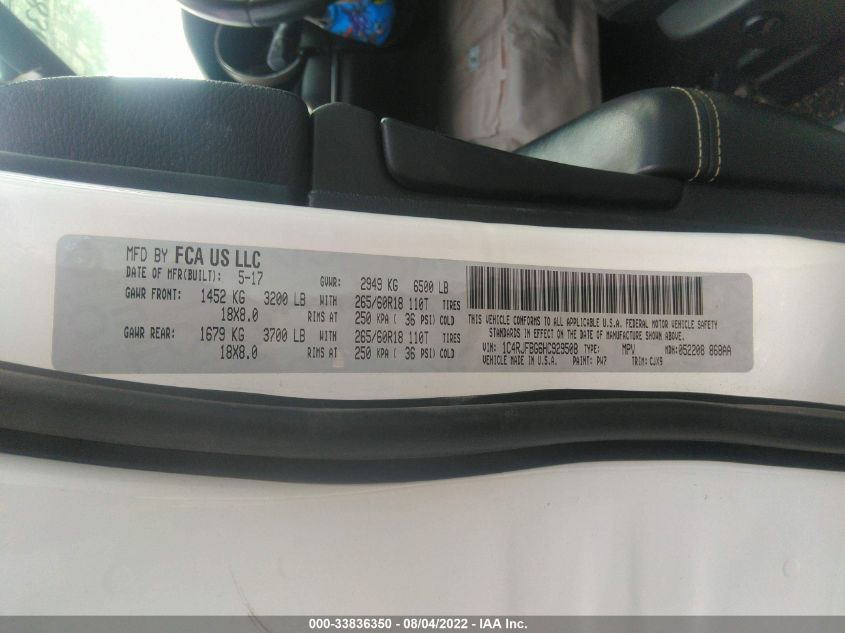 MFD BY FCA US LLC
DATE OF MFR(BUILT): 5-17 GVWR: 2949 KG 6500 LB
GAWR FRONT: 1452 KG 3200 LB WITH 265/60R18 110T TIRES
18X8.0 RIMS AT 250 KPA ( 36 PSI) COLD
GAWR REAR: 1679 KG 3700 LB WITH 265/60R18 110T TIRES
18X8.0 RIMS AT 250 KPA ( 36 PSI) COLD
THIS VEHICLE CONFORMS TO ALL APPLICABLE U.S.A. FEDERAL MOTOR VEHICLE SAFETY
STANDARDS IN EFFECT ON THE DATE OF MANUFACTURE SHOWN ABOVE.
VIN: 1C4RJFBG6HC929508 TYPE: MPV MDH: 052208 869AA
VEHICLE MADE IN U.S.A. PAINT: PW7 TRIM: CJX9
000-33836350 - 08/04/2022 - IAA Inc.